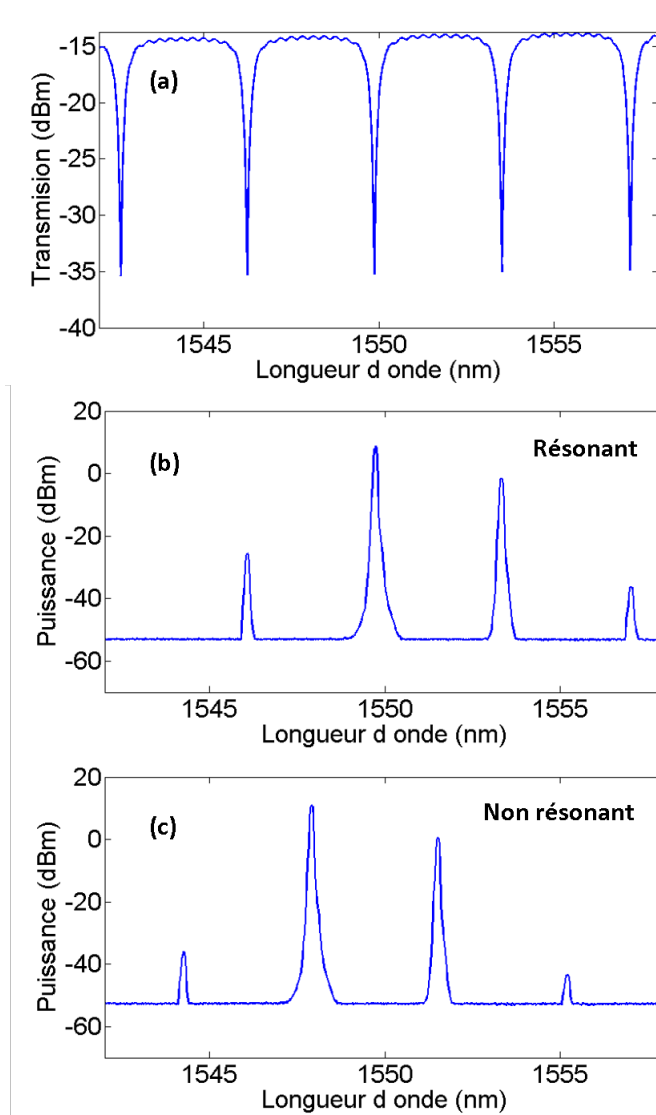 -15
-20
-25
-30
-35
-40
Transmision (dBm)
(a)
1545 1550 1555
Longueur d onde (nm)
20
0
-20
-40
-60
Puissance (dBm)
(b)
Résonant
1545 1550 1555
Longueur d onde (nm)
20
0
-20
-40
-60
Puissance (dBm)
(c)
Non résonant
1545 1550 1555
Longueur d onde (nm)